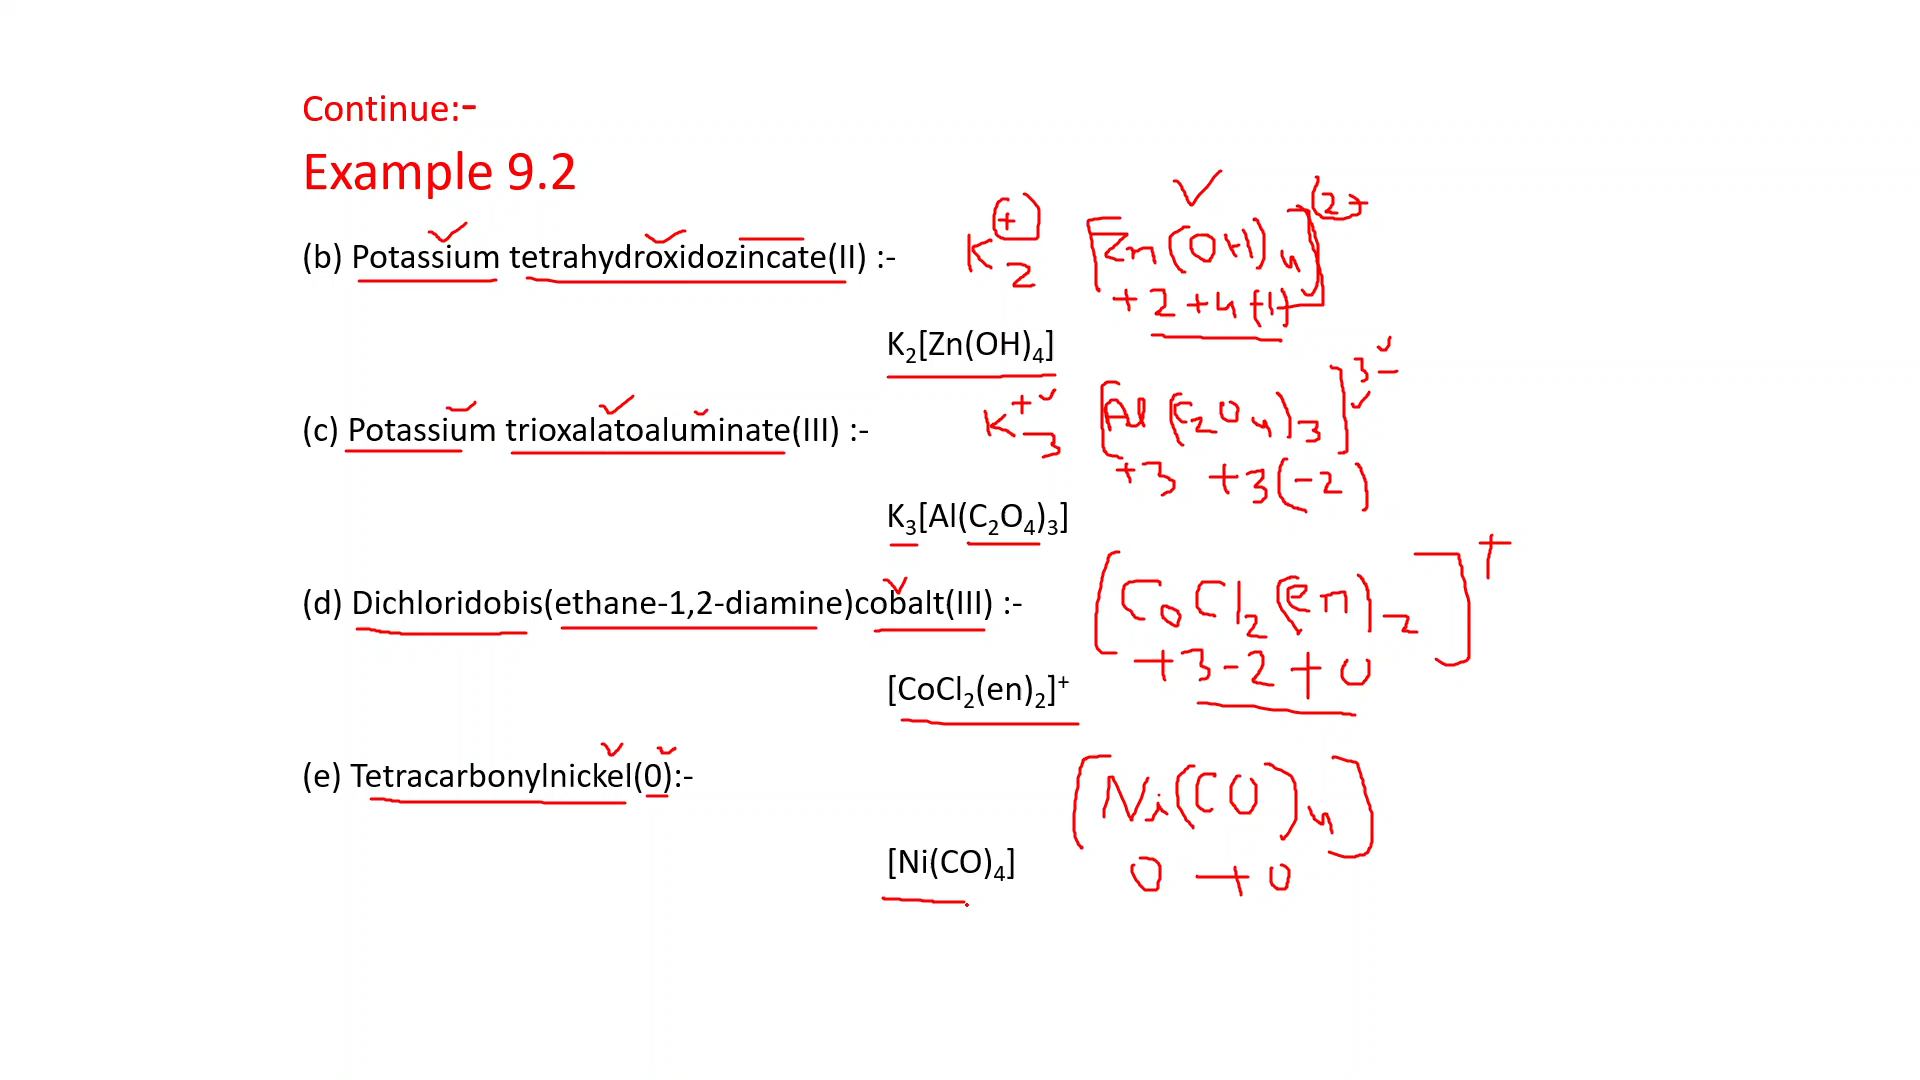 Continue:-
Example 9.2
(b) Potassium tetrahydroxidozincate(II) :-
K⁺₂ [Zn(OH)₄]
+2+4(-1)
K₂[Zn(OH)₄]
(c) Potassium trioxalatoaluminate(III) :-
K⁺₃ [Al(C₂O₄)₃]³⁻
+3 +3(-2)
K₃[Al(C₂O₄)₃]
(d) Dichloridobis(ethane-1,2-diamine)cobalt(III) :-
[CoCl₂(en)₂]⁺
+3-2+0
[CoCl₂(en)₂]⁺
(e) Tetracarbonylnickel(0):-
[Ni(CO)₄]
0 +0
[Ni(CO)₄]